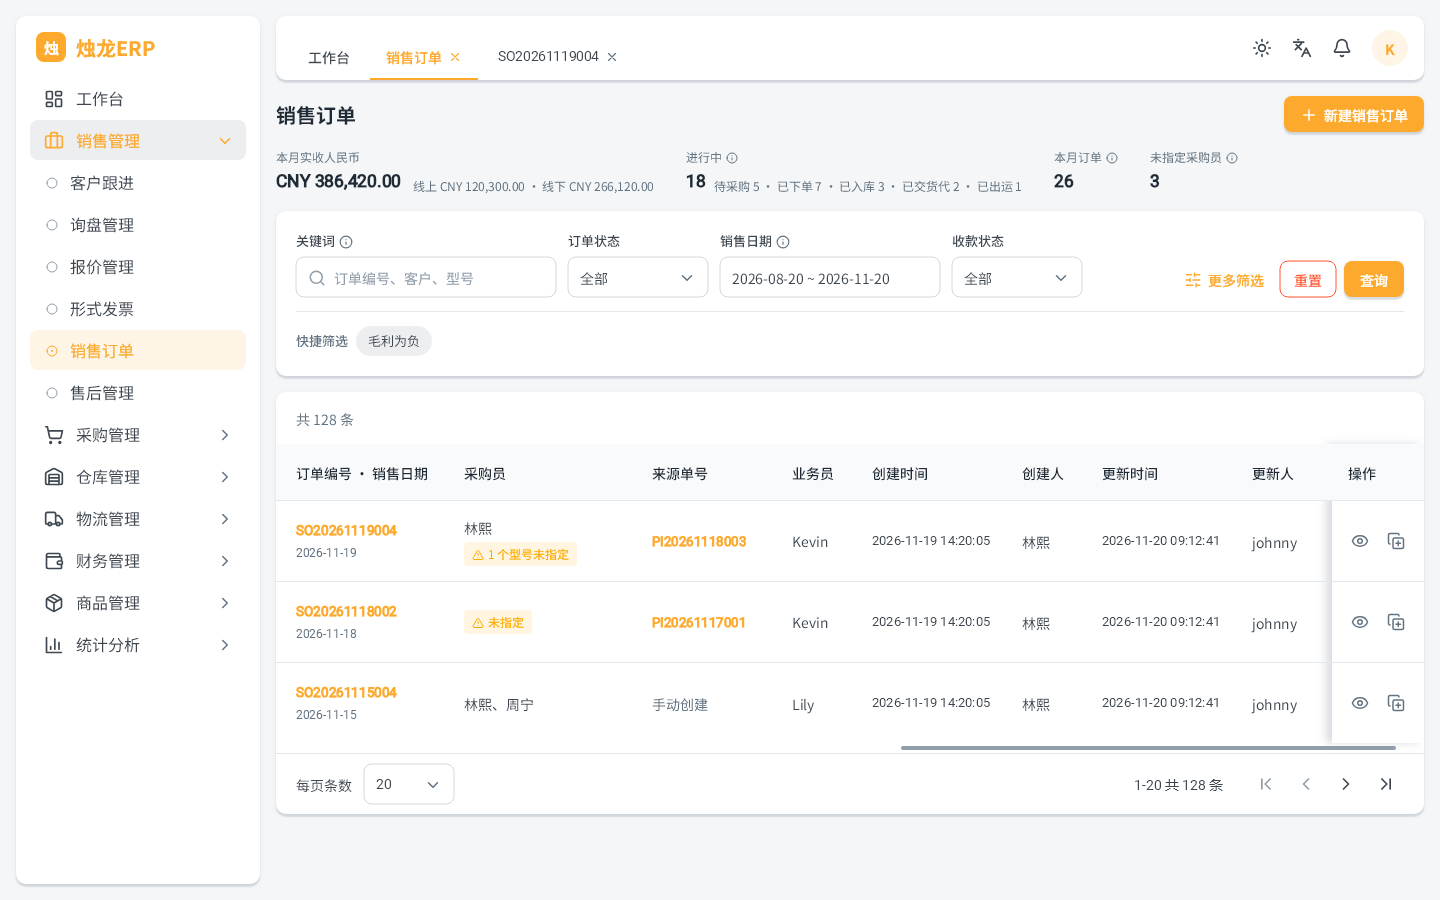 烛 烛龙ERP
工作台
销售管理
客户跟进
询盘管理
报价管理
形式发票
销售订单
售后管理
采购管理
仓库管理
物流管理
财务管理
商品管理
统计分析
工作台 销售订单 SO20261119004 K
销售订单 新建销售订单
本月实收人民币 进行中 本月订单 未指定采购员
CNY 386,420.00 线上 CNY 120,300.00 · 线下 CNY 266,120.00 18 待采购 5 · 已下单 7 · 已入库 3 · 已交货代 2 · 已出运 1 26 3
关键词 订单状态 销售日期 收款状态
订单编号、客户、型号 全部 2026-08-20 ~ 2026-11-20 全部 更多筛选 重置 查询
快捷筛选 毛利为负
共 128 条
订单编号 · 销售日期 采购员 来源单号 业务员 创建时间 创建人 更新时间 更新人 操作
SO20261119004 林熙 PI20261118003 Kevin 2026-11-19 14:20:05 林熙 2026-11-20 09:12:41 johnny
2026-11-19 1 个型号未指定
SO20261118002 未指定 PI20261117001 Kevin 2026-11-19 14:20:05 林熙 2026-11-20 09:12:41 johnny
2026-11-18
SO20261115004 林熙、周宁 手动创建 Lily 2026-11-19 14:20:05 林熙 2026-11-20 09:12:41 johnny
2026-11-15
每页条数 20 1-20 共 128 条